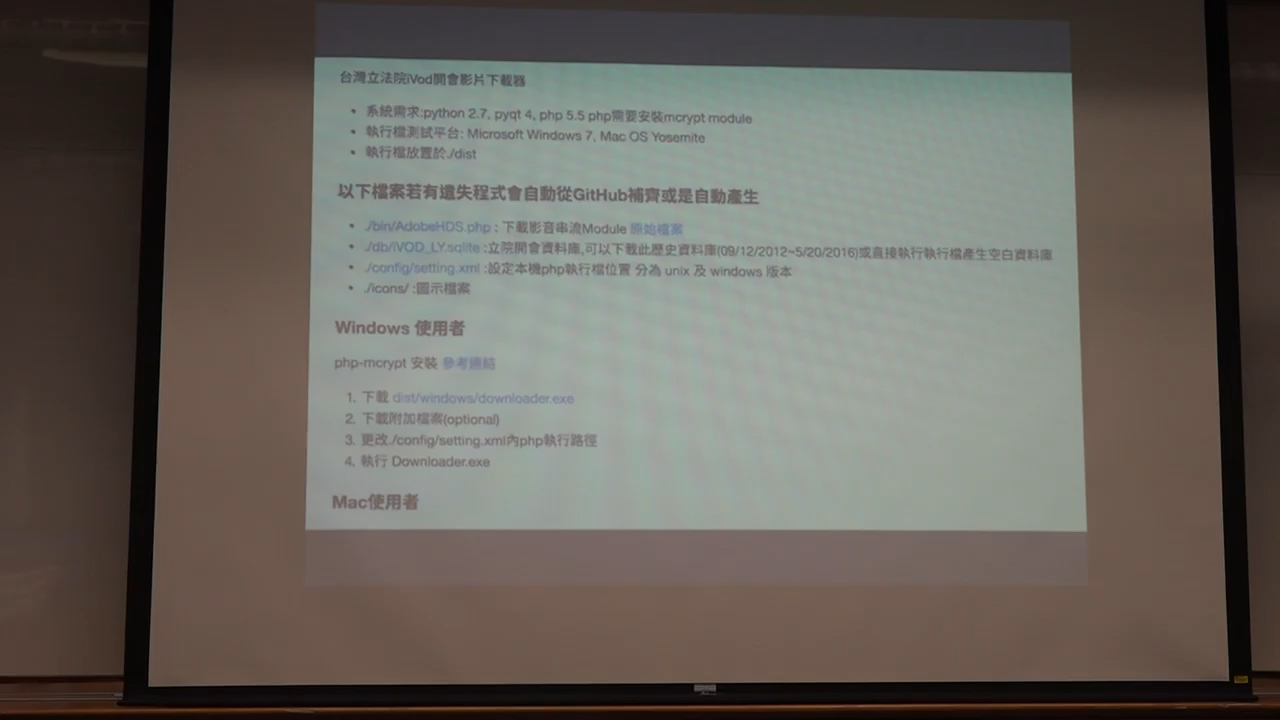 台灣立法院iVod開會影片下載器
• 系統需求:python 2.7, pyqt 4, php 5.5 php需要安裝mcrypt module
• 執行檔測試平台: Microsoft Windows 7, Mac OS Yosemite
• 執行檔放置於./dist
以下檔案若有遺失程式會自動從GitHub補齊或是自動產生
• ./bin/AdobeHDS.php : 下載影音串流Module 原始檔案
• ./db/IVOD_LY.sqlite :立院開會資料庫,可以下載此歷史資料庫(09/12/2012~5/20/2016)或直接執行執行檔產生空白資料庫
• ./config/setting.xml :設定本機php執行檔位置 分為 unix 及 windows 版本
• ./icons/ :圖示檔案
Windows 使用者
php-mcrypt 安裝 參考連結
1. 下載 dist/windows/downloader.exe
2. 下載附加檔案(optional)
3. 更改./config/setting.xml內php執行路徑
4. 執行 Downloader.exe
Mac使用者